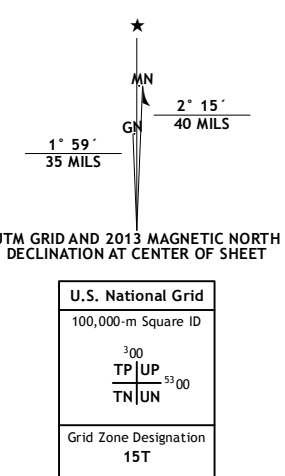 ★
MN
GN
2° 15´
40 MILS
1° 59´
35 MILS
UTM GRID AND 2013 MAGNETIC NORTH
DECLINATION AT CENTER OF SHEET
U.S. National Grid
100,000-m Square ID
300
TP UP
5300
TN UN
Grid Zone Designation
15T